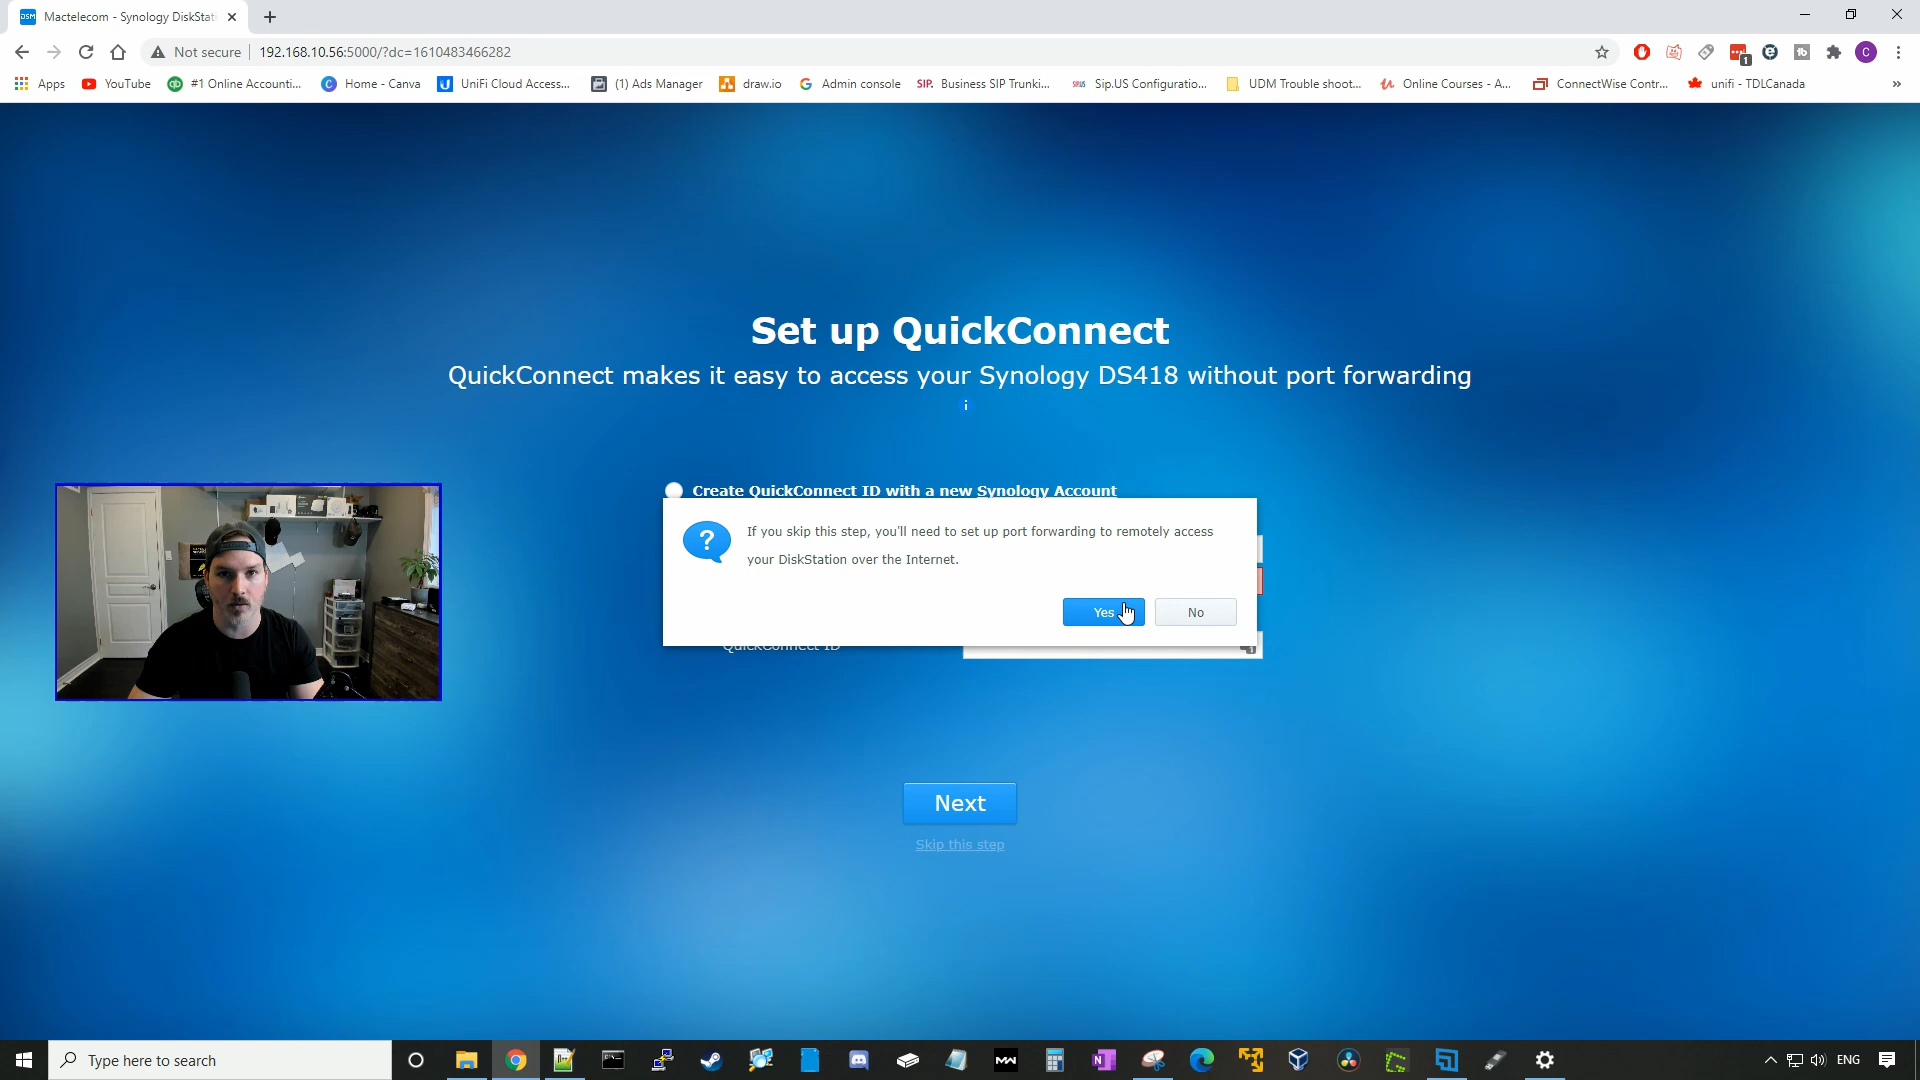 Mactelecom - Synology DiskStat
Not secure
192.168.10.56:5000/?dc=1610483466282
Apps
YouTube
#1 Online Accounti...
Home - Canva
UniFi Cloud Access...
(1) Ads Manager
draw.io
Admin console
SIP. Business SIP Trunki...
Sip.US Configuratio...
UDM Trouble shoot...
Online Courses - A...
ConnectWise Contr...
unifi - TDLCanada
Set up QuickConnect
QuickConnect makes it easy to access your Synology DS418 without port forwarding
i
Create QuickConnect ID with a new Synology Account
If you skip this step, you'll need to set up port forwarding to remotely access
your DiskStation over the Internet.
Yes
No
QuickConnect ID
Next
Skip this step
Type here to search
ENG